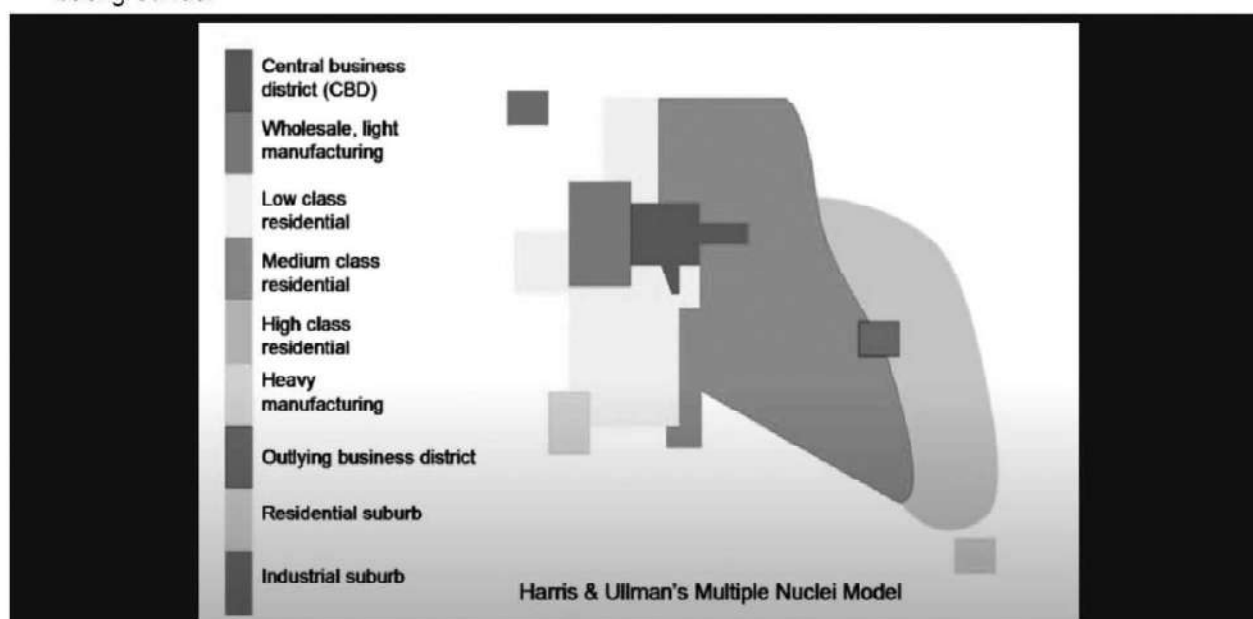 Central business
district (CBD)
Wholesale, light
manufacturing
Low class
residential
Medium class
residential
High class
residential
Heavy
manufacturing
Outlying business district
Residential suburb
Industrial suburb
Harris & Ullman's Multiple Nuclei Model